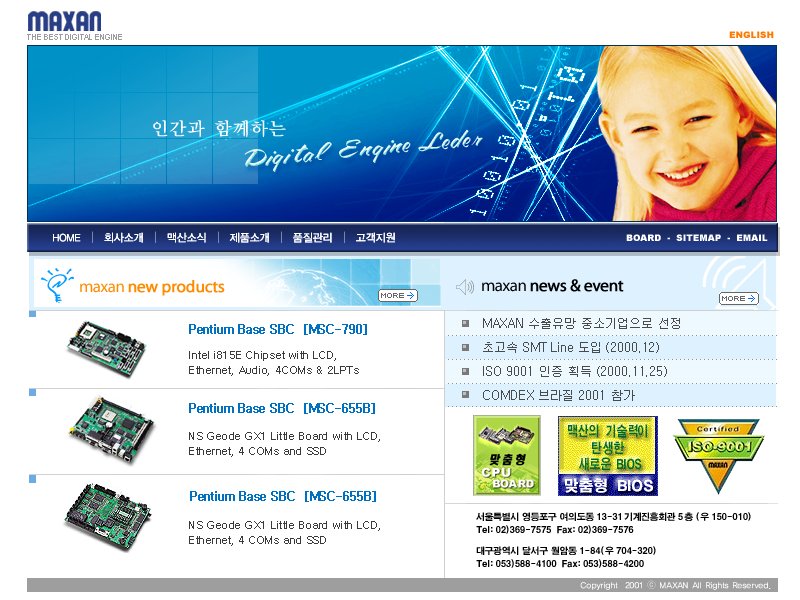 MAXAN
THE BEST DIGITAL ENGINE
ENGLISH
인간과 함께하는
Digital Engine Leder
10010101
01010
HOME | 회사소개 | 맥산소식 | 제품소개 | 품질관리 | 고객지원
BOARD - SITEMAP - EMAIL
maxan new products
MORE
Pentium Base SBC [MSC-790]
Intel i815E Chipset with LCD,
Ethernet, Audio, 4COMs & 2LPTs
Pentium Base SBC [MSC-655B]
NS Geode GX1 Little Board with LCD,
Ethernet, 4 COMs and SSD
Pentium Base SBC [MSC-655B]
NS Geode GX1 Little Board with LCD,
Ethernet, 4 COMs and SSD
maxan news & event
MORE
MAXAN 수출유망 중소기업으로 선정
초고속 SMT Line 도입 (2000,12)
ISO 9001 인증 획득 (2000,11,25)
COMDEX 브라질 2001 참가
맞춤형
CPU
BOARD
맥산의 기술력이
탄생한
새로운 BIOS
맞춤형 BIOS
Certified
ISO-9001
MAXAN
서울특별시 영등포구 여의도동 13-31 기계진흥회관 5층 (우 150-010)
Tel: 02)369-7575 Fax: 02)369-7576
대구광역시 달서구 월암동 1-84(우 704-320)
Tel: 053)588-4100 Fax: 053)588-4200
Copyright 2001 ⓒ MAXAN All Rights Reserved.